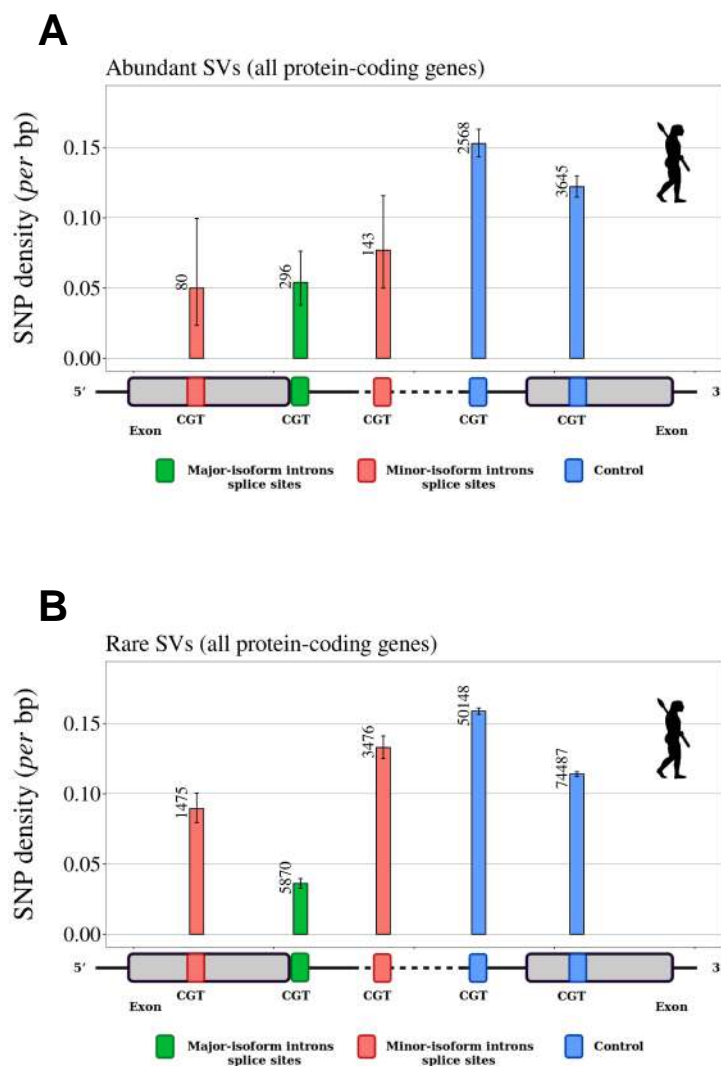 A
Abundant SVs (all protein-coding genes)
SNP density (per bp)
0.15
0.10
0.05
0.00
80
296
143
2568
3645
5′
3
CGT
CGT
CGT
CGT
CGT
Exon
Exon
Major-isoform introns
splice sites
Minor-isoform introns
splice sites
Control
B
Rare SVs (all protein-coding genes)
SNP density (per bp)
0.15
0.10
0.05
0.00
1475
5870
3476
50148
74487
5′
3
CGT
CGT
CGT
CGT
CGT
Exon
Exon
Major-isoform introns
splice sites
Minor-isoform introns
splice sites
Control